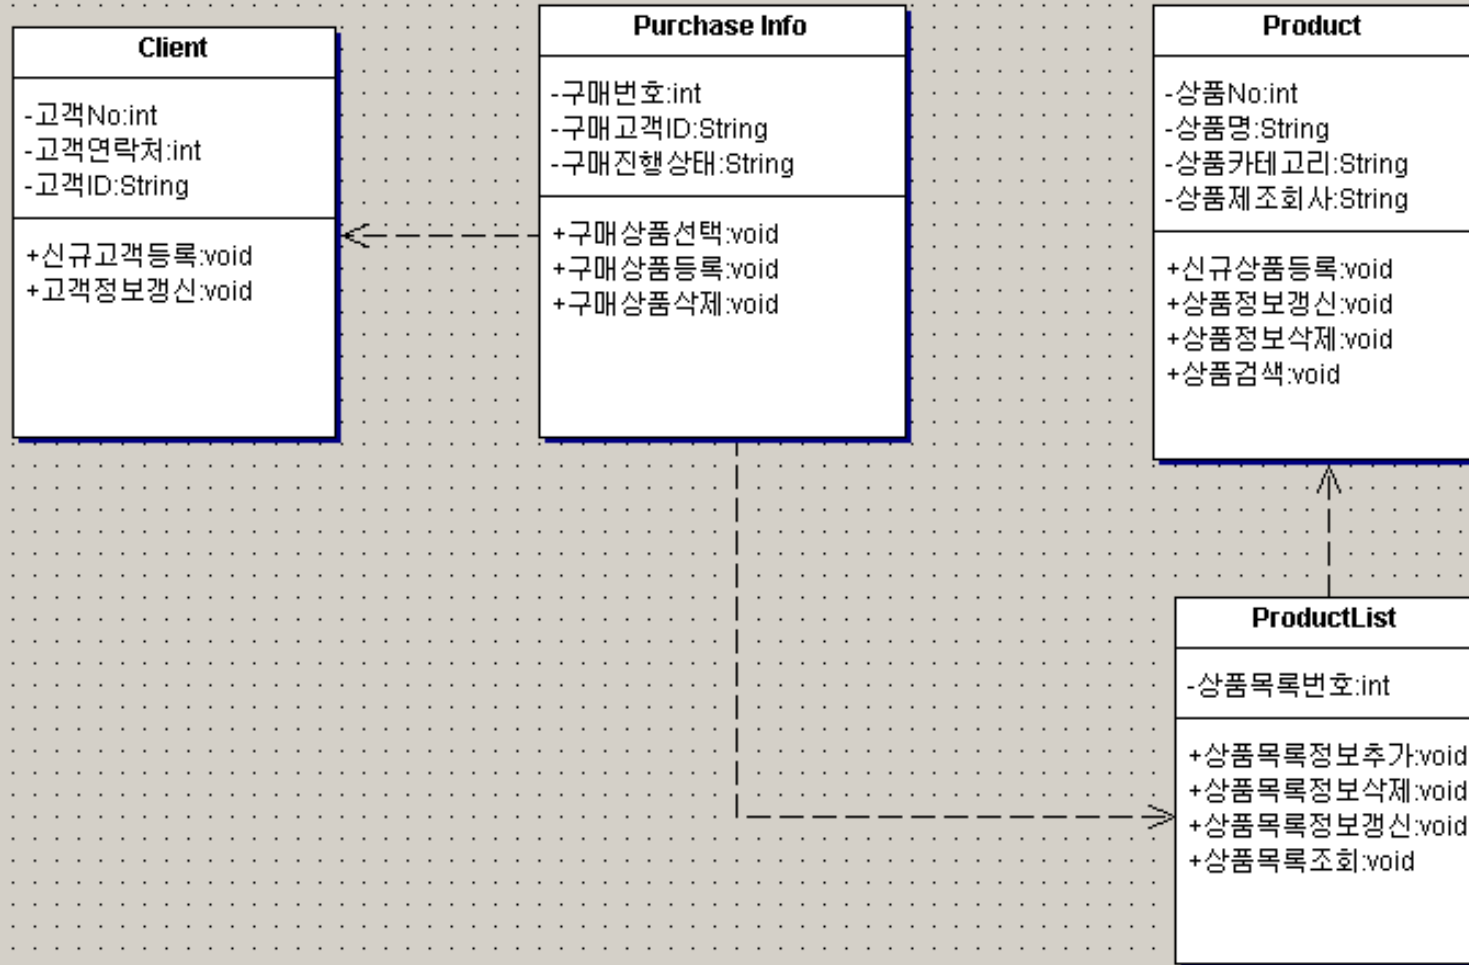 Client
-고객No:int
-고객연락처:int
-고객ID:String
+신규고객등록:void
+고객정보갱신:void
Purchase Info
-구매번호:int
-구매고객ID:String
-구매진행상태:String
+구매상품선택:void
+구매상품등록:void
+구매상품삭제:void
Product
-상품No:int
-상품명:String
-상품카테고리:String
-상품제조회사:String
+신규상품등록:void
+상품정보갱신:void
+상품정보삭제:void
+상품검색:void
ProductList
-상품목록번호:int
+상품목록정보추가:void
+상품목록정보삭제:void
+상품목록정보갱신:void
+상품목록조회:void